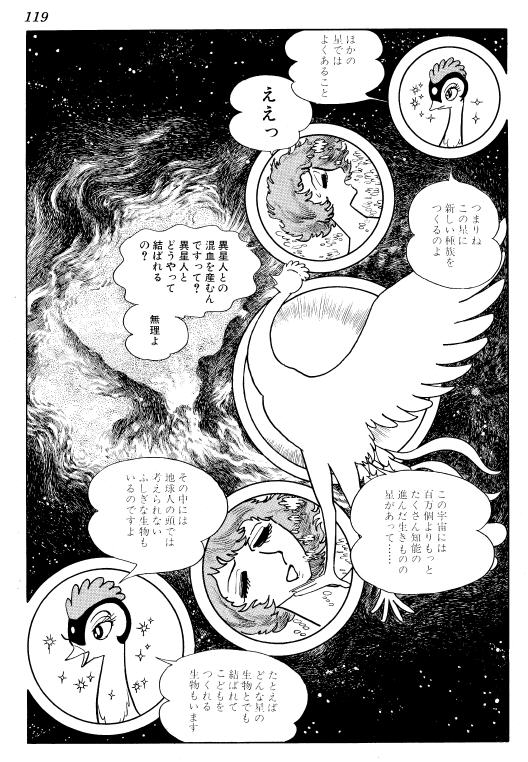 119
ほかの
星では
よくあること
ええっ
つまりね
この星に
新しい種族を
つくるのよ
異星人との
混血を産むん
ですって?
異星人と
どうやって
結ばれる
の?
無理よ
この宇宙には
百万個よりもっと
たくさん知能の
進んだ生きものの
星があって……
その中には
地球人の頭では
考えられない
ふしぎな生物も
いるのですよ
たとえば
どんな星の
生物とでも
結ばれて
こどもを
つくれる
生物もいます